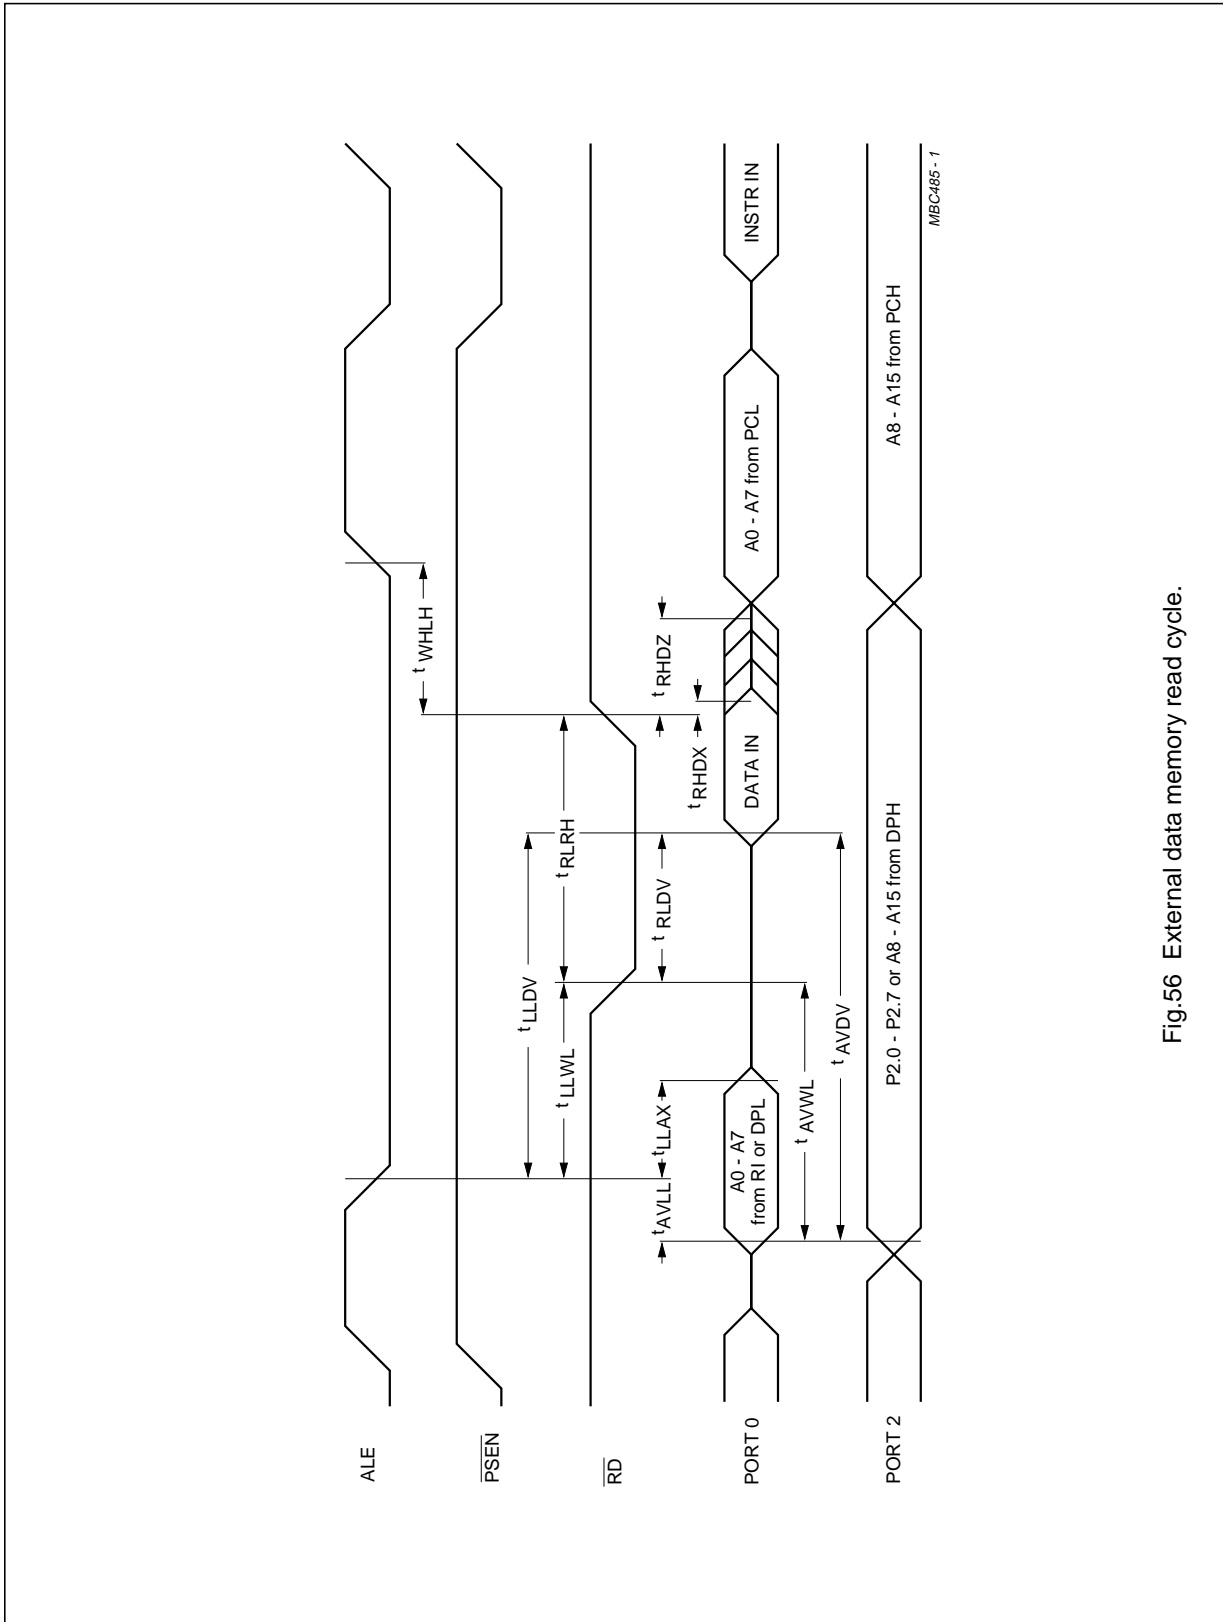 ALE
t WHLH
PSEN
t LLDV
t LLWL
t RLRH
RD
t AVLL
t LLAX
t RLDV
t RHDZ
t RHDX
PORT 0
A0 - A7
from RI or DPL
DATA IN
A0 - A7 from PCL
INSTR IN
t AVWL
t AVDV
PORT 2
P2.0 - P2.7 or A8 - A15 from DPH
A8 - A15 from PCH
MBC485 - 1
Fig.56 External data memory read cycle.